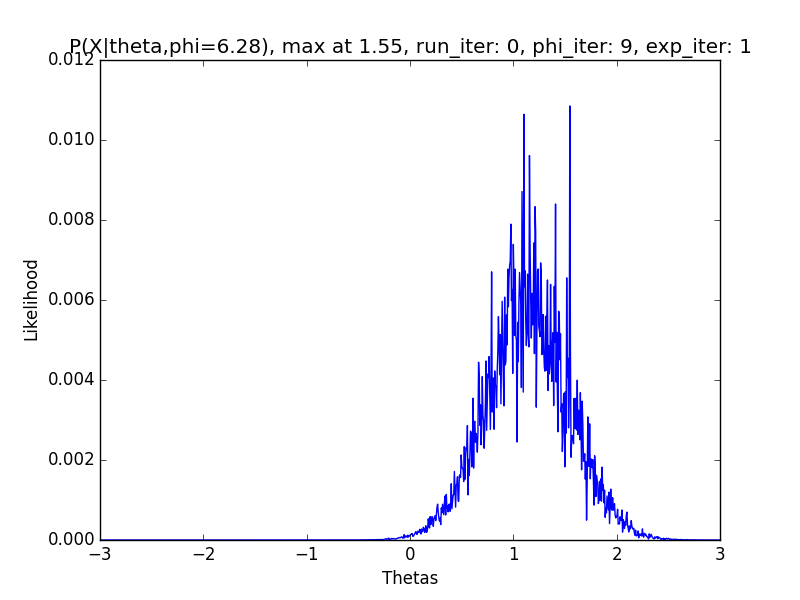 P(X|theta,phi=6.28), max at 1.55, run_iter: 0, phi_iter: 9, exp_iter: 1
0.012
0.010
0.008
0.006
0.004
0.002
0.000
Likelihood
−3 −2 −1 0 1 2 3
Thetas